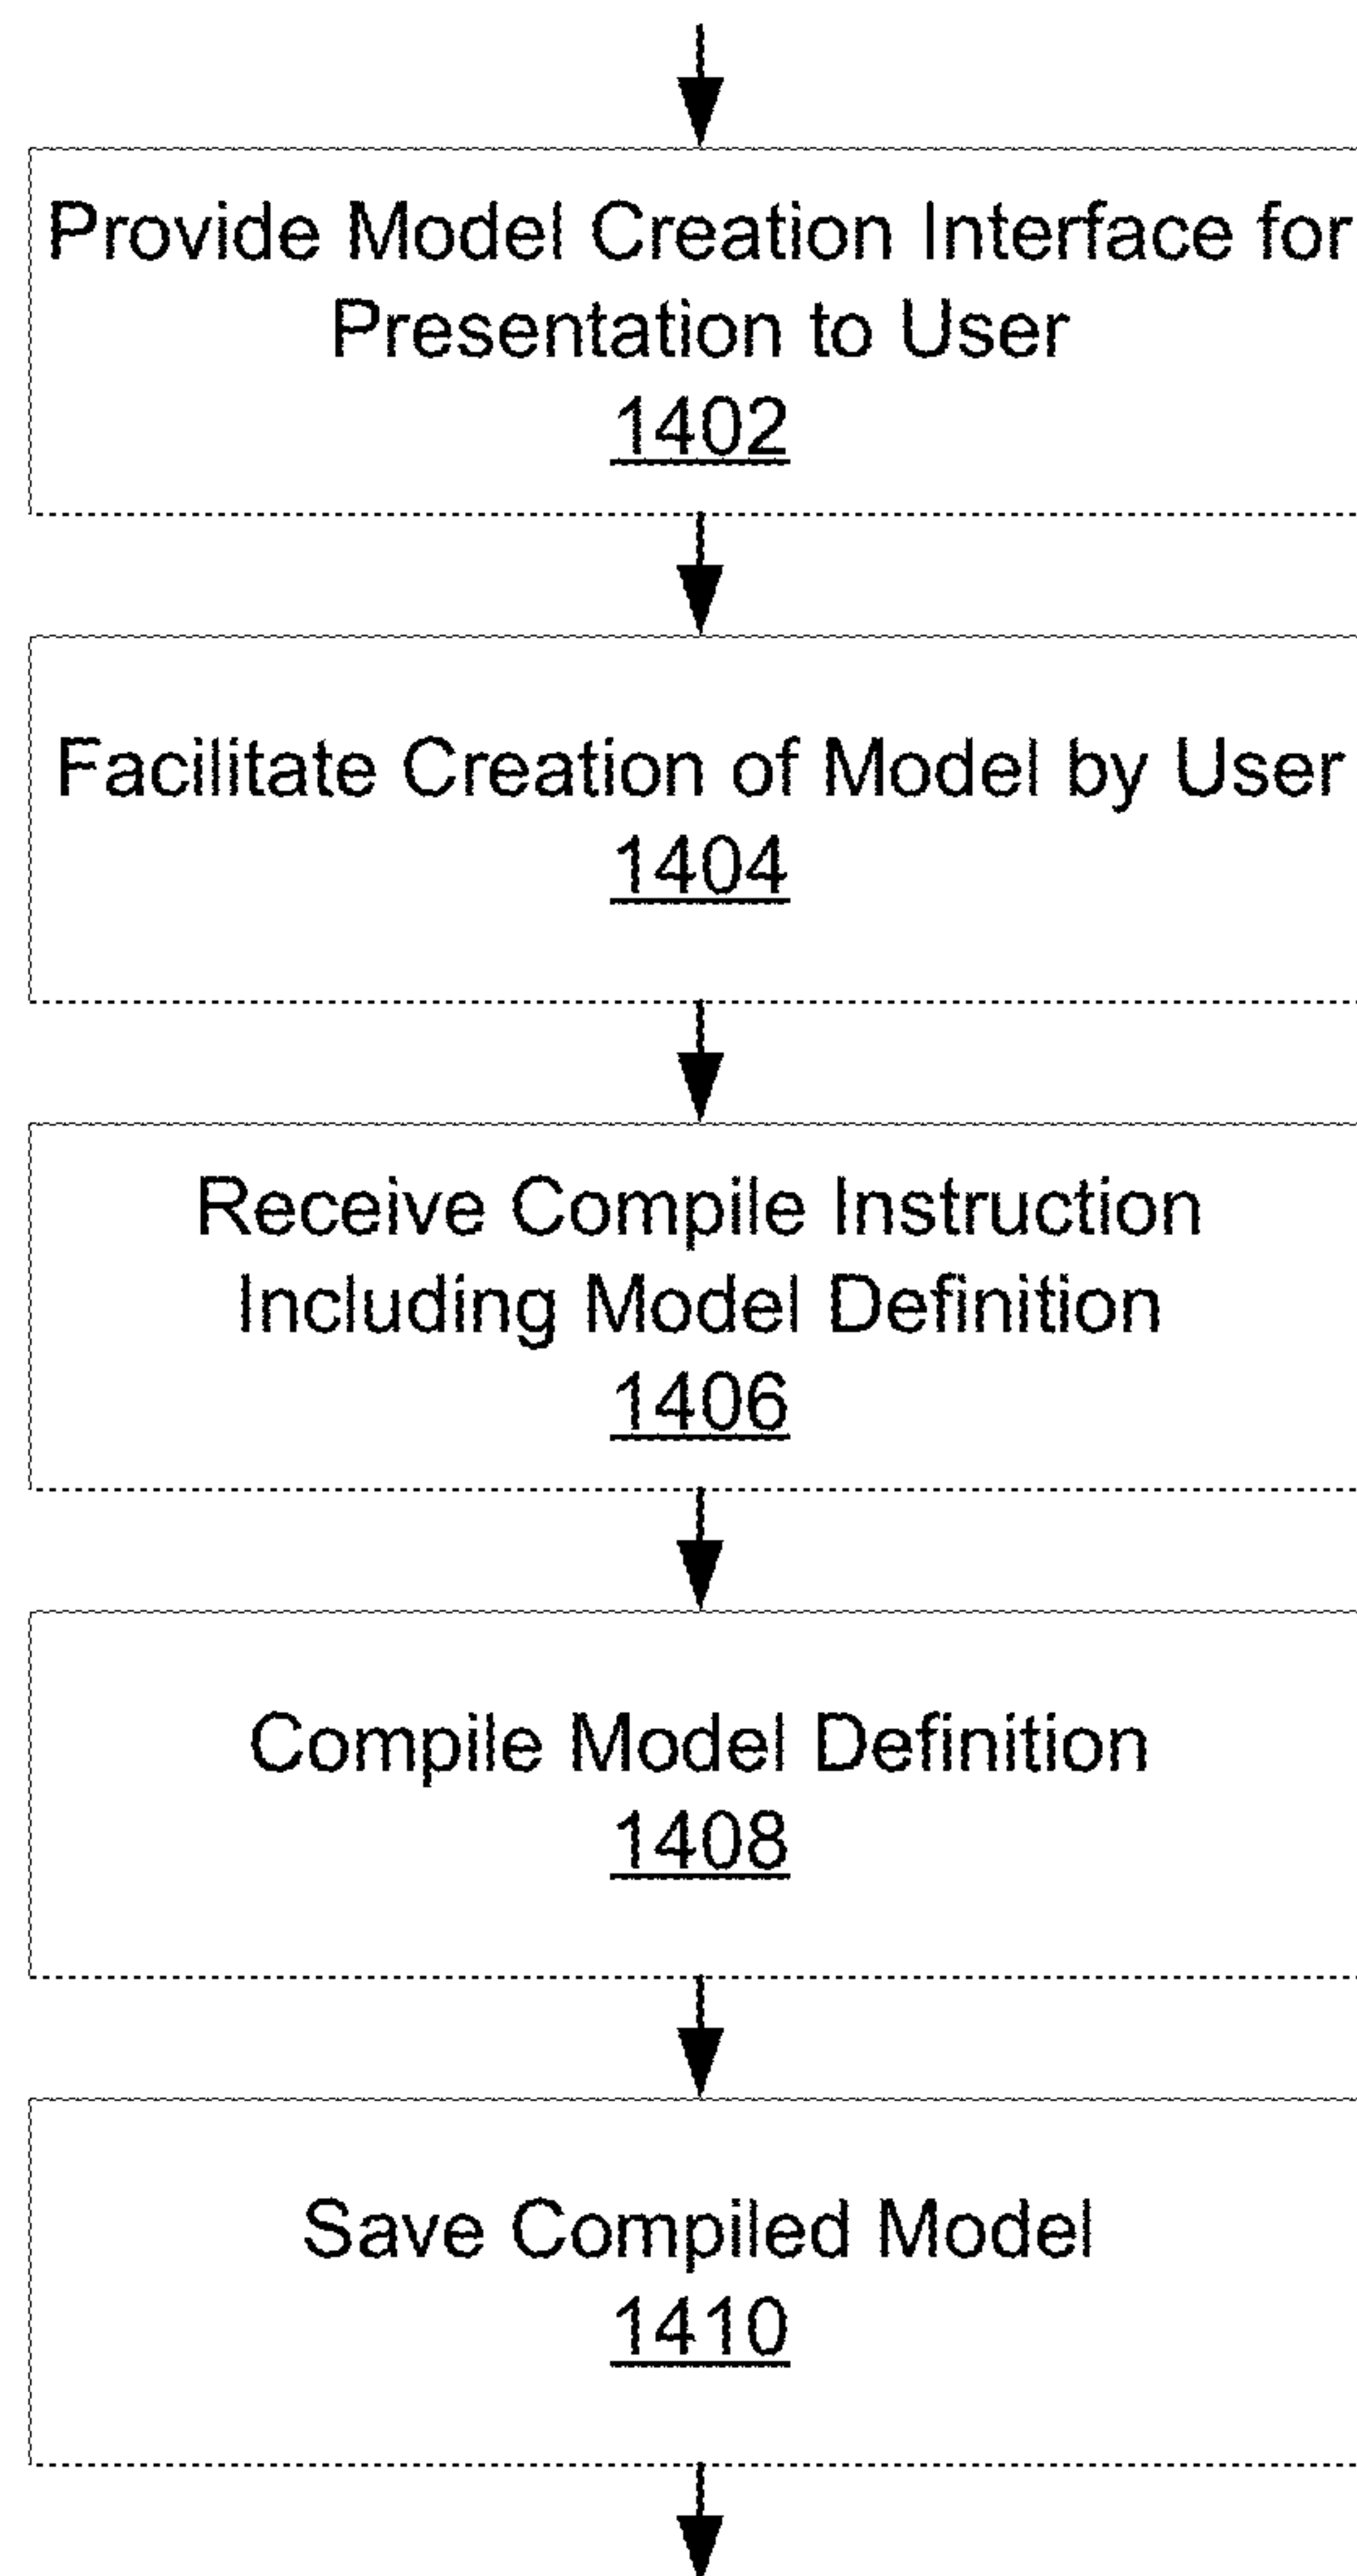 Provide Model Creation Interface for
Presentation to User
1402
Facilitate Creation of Model by User
1404
Receive Compile Instruction
Including Model Definition
1406
Compile Model Definition
1408
Save Compiled Model
1410